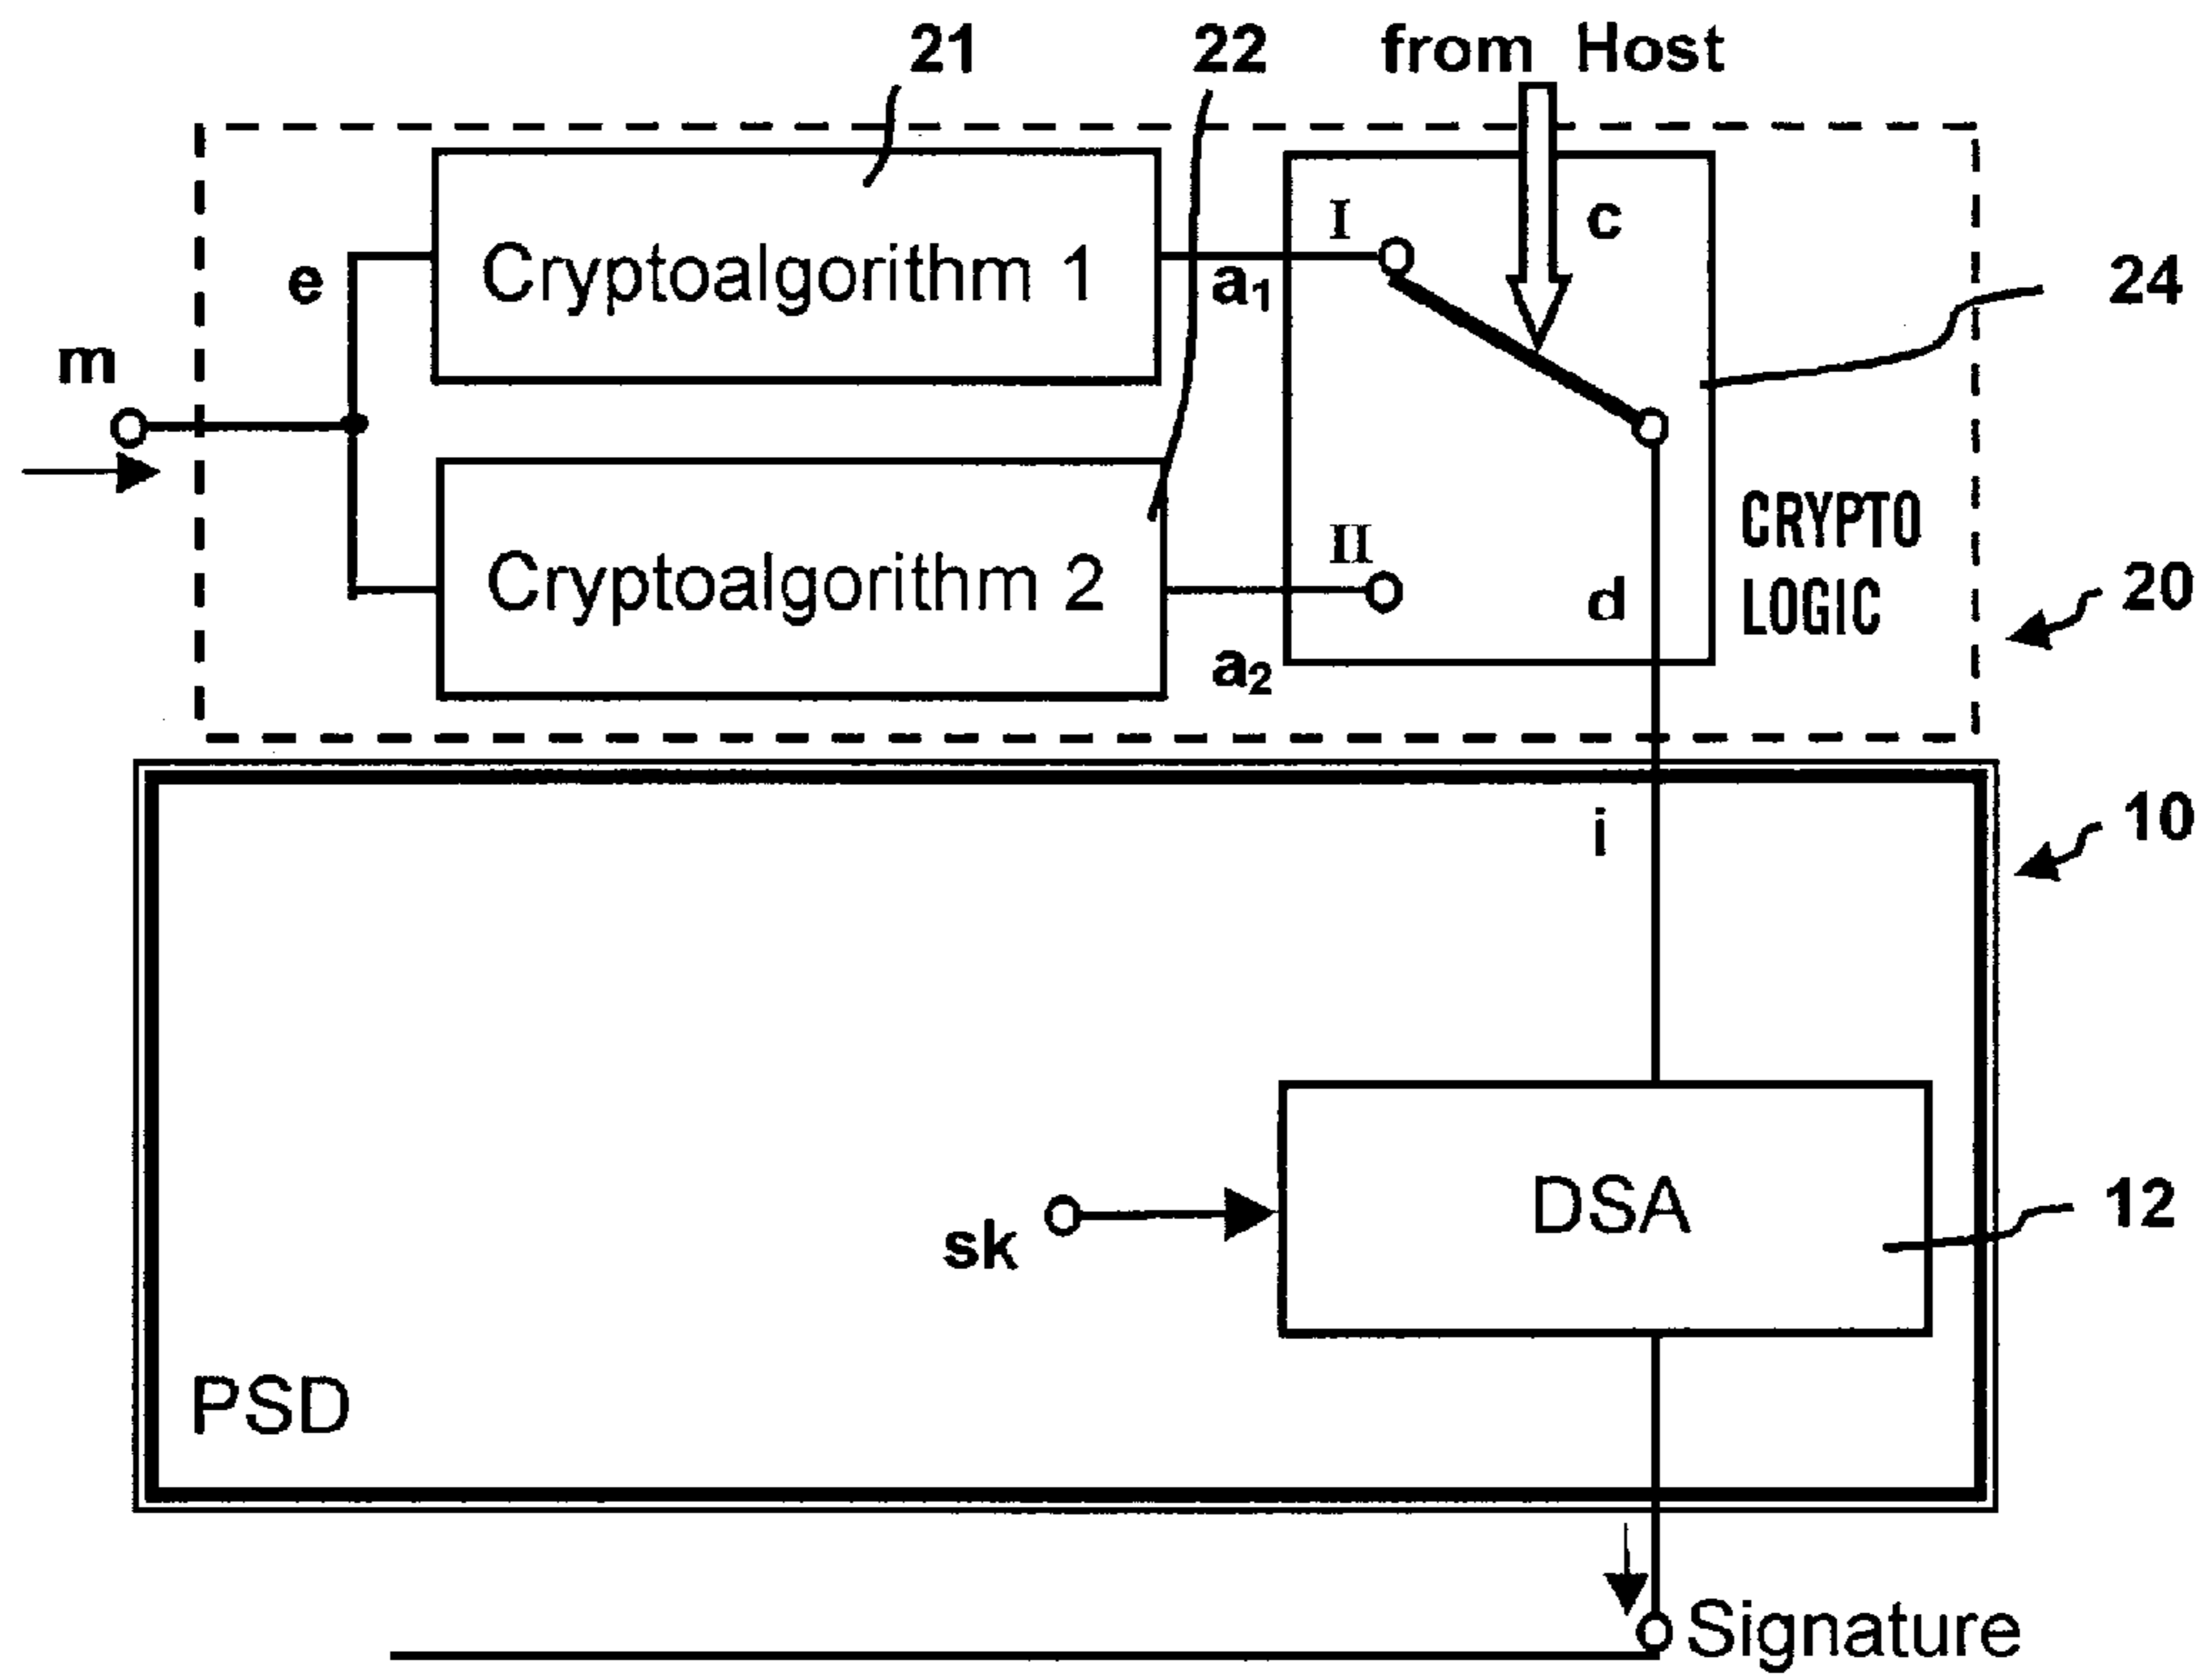 21
22
from Host
I
c
e
Cryptoalgorithm 1
a1
24
m
CRYPTO
LOGIC
II
Cryptoalgorithm 2
d
20
a2
i
10
sk
DSA
12
PSD
Signature